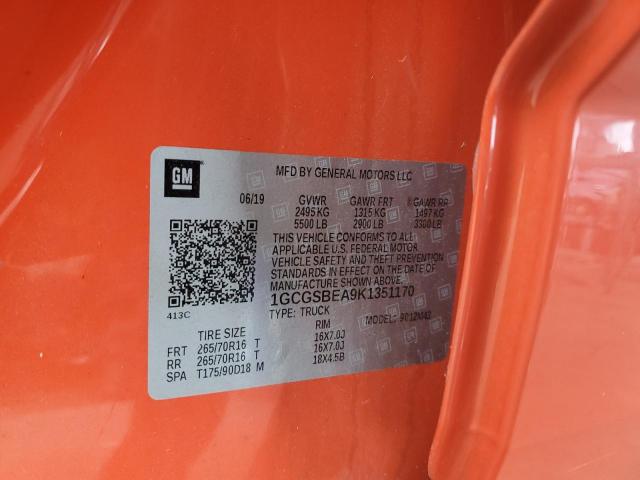 GM
MFD BY GENERAL MOTORS LLC
06/19 GVWR GAWR FRT GAWR RR
2495 KG 1315 KG 1497 KG
5500 LB 2900 LB 3300 LB
THIS VEHICLE CONFORMS TO ALL
APPLICABLE U.S. FEDERAL MOTOR
VEHICLE SAFETY AND THEFT PREVENTION
STANDARDS IN EFFECT ON THE DATE OF
MANUFACTURE SHOWN ABOVE.
413C
1GCGSBEA9K1351170
TYPE: TRUCK MODEL:
TIRE SIZE RIM
FRT 265/70R16 T 16X7.0J
RR 265/70R16 T 16X7.0J
SPA T175/90D18 M 18X4.5B